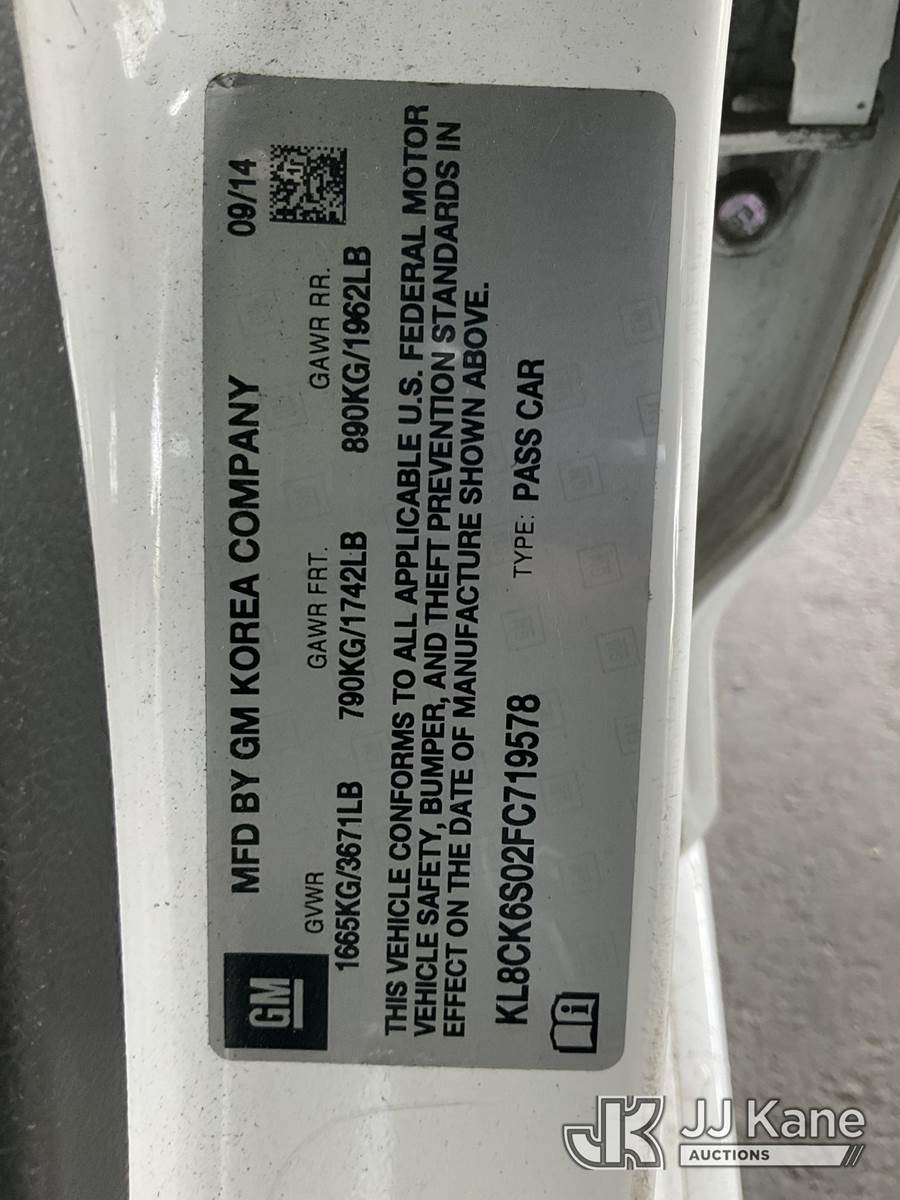 MFD BY GM KOREA COMPANY 09/14
GM
GVWR GAWR FRT. GAWR RR.
1665KG/3671LB 790KG/1742LB 890KG/1962LB
THIS VEHICLE CONFORMS TO ALL APPLICABLE U.S. FEDERAL MOTOR
VEHICLE SAFETY, BUMPER, AND THEFT PREVENTION STANDARDS IN
EFFECT ON THE DATE OF MANUFACTURE SHOWN ABOVE.
KL8CK6S02FC719578 TYPE: PASS CAR
JK JJ Kane
AUCTIONS